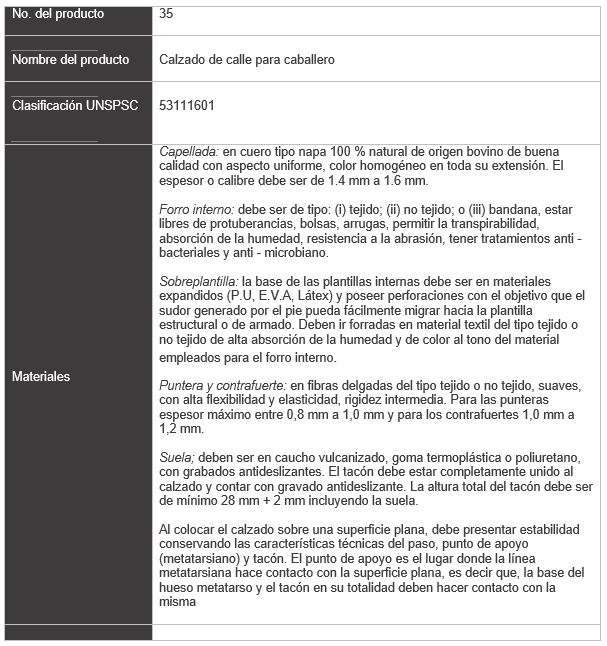 No. del producto
35
Nombre del producto
Calzado de calle para caballero
Clasificación UNSPSC
53111601
Materiales
Capellada: en cuero tipo napa 100 % natural de origen bovino de buena
calidad con aspecto uniforme, color homogéneo en toda su extensión. El
espesor o calibre debe ser de 1.4 mm a 1.6 mm.
Forro interno: debe ser de tipo: (i) tejido; (ii) no tejido; o (iii) bandana, estar
libres de protuberancias, bolsas, arrugas, permitir la transpirabilidad,
absorción de la humedad, resistencia a la abrasión, tener tratamientos anti -
bacteriales y anti - microbiano.
Sobreplantilla: la base de las plantillas internas debe ser en materiales
expandidos (P.U, E.V.A, Látex) y poseer perforaciones con el objetivo que el
sudor generado por el pie pueda fácilmente migrar hacia la plantilla
estructural o de armado. Deben ir forradas en material textil del tipo tejido o
no tejido de alta absorción de la humedad y de color al tono del material
empleados para el forro interno.
Puntera y contrafuerte: en fibras delgadas del tipo tejido o no tejido, suaves,
con alta flexibilidad y elasticidad, rigidez intermedia. Para las punteras
espesor máximo entre 0,8 mm a 1,0 mm y para los contrafuertes 1,0 mm a
1,2 mm.
Suela; deben ser en caucho vulcanizado, goma termoplástica o poliuretano,
con grabados antideslizantes. El tacón debe estar completamente unido al
calzado y contar con gravado antideslizante. La altura total del tacón debe ser
de mínimo 28 mm + 2 mm incluyendo la suela.
Al colocar el calzado sobre una superficie plana, debe presentar estabilidad
conservando las características técnicas del paso, punto de apoyo
(metatarsiano) y tacón. El punto de apoyo es el lugar donde la línea
metatarsiana hace contacto con la superficie plana, es decir que, la base del
hueso metatarso y el tacón en su totalidad deben hacer contacto con la
misma